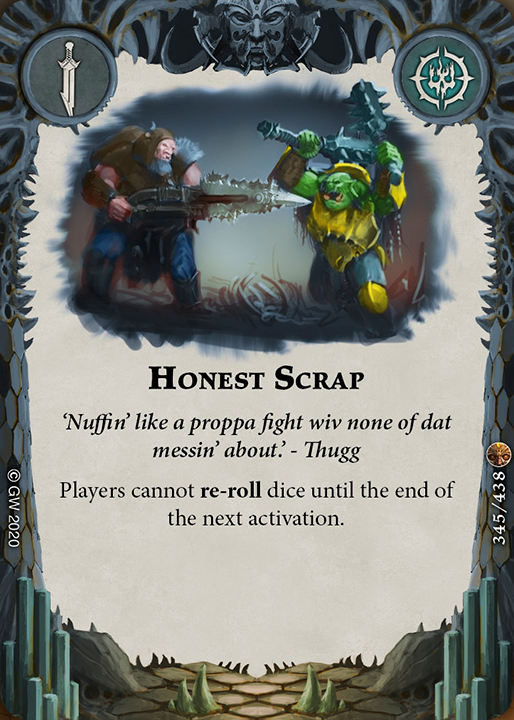 Honest Scrap
‘Nuffin’ like a proppa fight wiv none of dat
messin’ about.’ - Thugg
Players cannot re-roll dice until the end of
the next activation.
© GW 2020
345/438